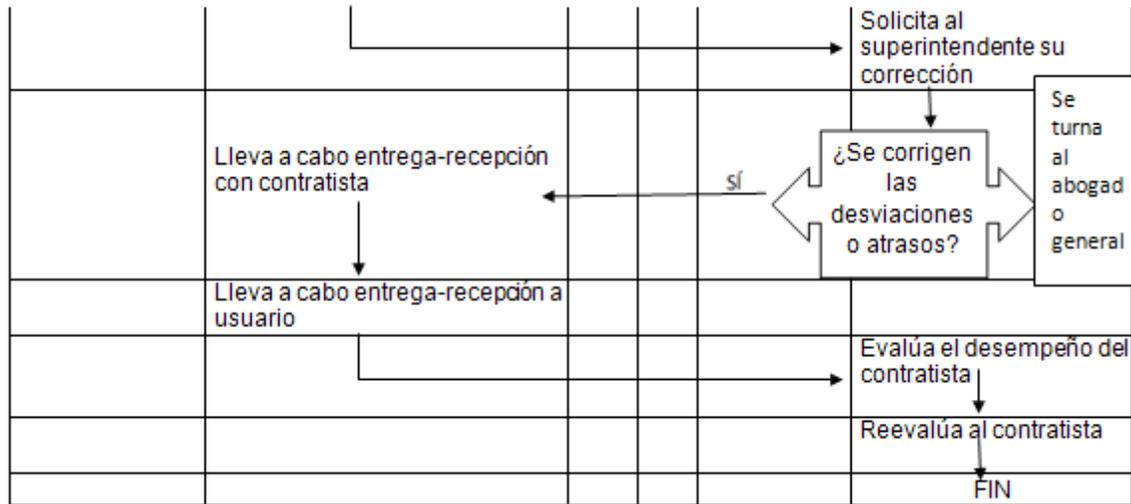 Solicita al
superintendente su
corrección
Se
turna
al
abogad
o
general
¿Se corrigen
las
desviaciones
o atrasos?
SÍ
Lleva a cabo entrega-recepción
con contratista
Lleva a cabo entrega-recepción a
usuario
Evalúa el desempeño del
contratista
Reevalúa al contratista
FIN